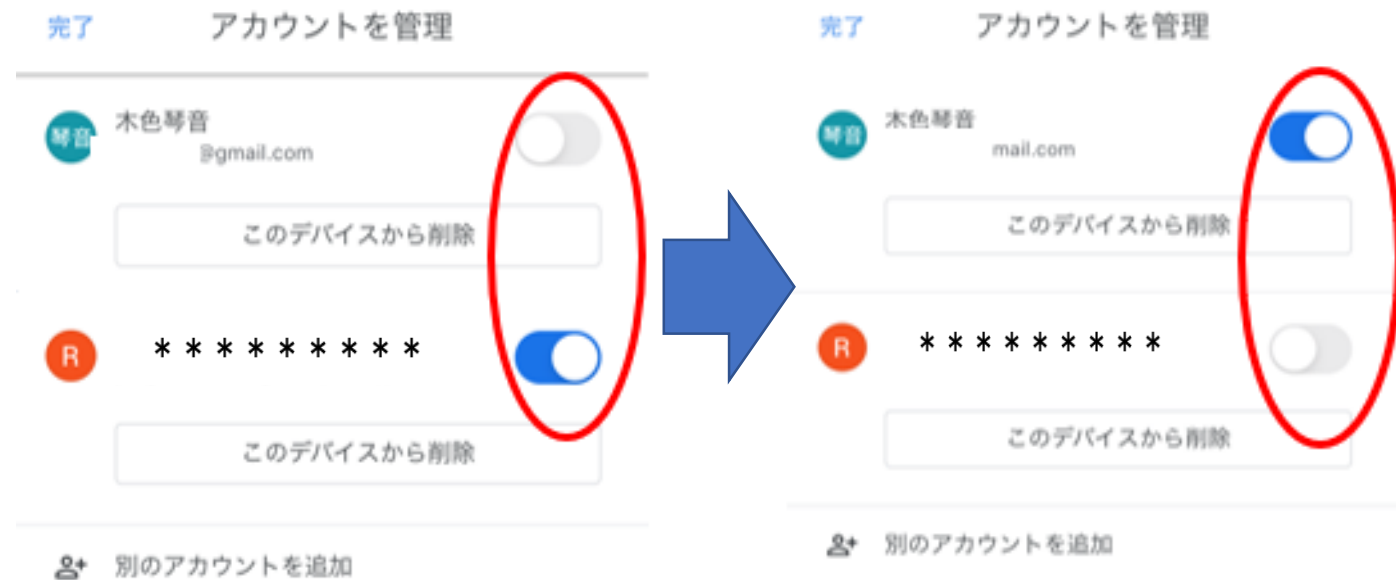 完了 アカウントを管理
琴音 木色琴音
@gmail.com
このデバイスから削除
R *********
このデバイスから削除
別のアカウントを追加
完了 アカウントを管理
琴音 木色琴音
mail.com
このデバイスから削除
R *********
このデバイスから削除
別のアカウントを追加